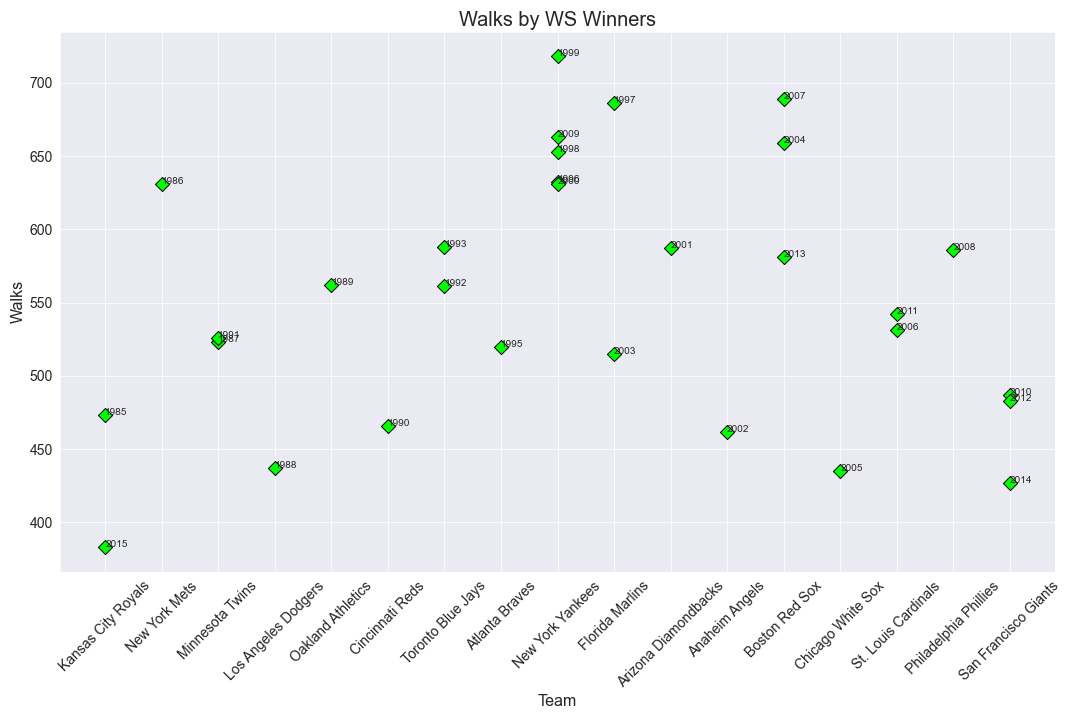 Walks by WS Winners
1999
700
1997
2007
2009
2004
1998
650
1986
1996
2000
600
1993
2001
2008
2013
1989
1992
550
2011
2006
1991
1987
1995
2003
500
2010
2012
1985
1990
2002
450
1988
2005
2014
400
2015
Walks
Kansas City Royals
New York Mets
Minnesota Twins
Los Angeles Dodgers
Oakland Athletics
Cincinnati Reds
Toronto Blue Jays
Atlanta Braves
New York Yankees
Florida Marlins
Arizona Diamondbacks
Anaheim Angels
Boston Red Sox
Chicago White Sox
St. Louis Cardinals
Philadelphia Phillies
San Francisco Giants
Team